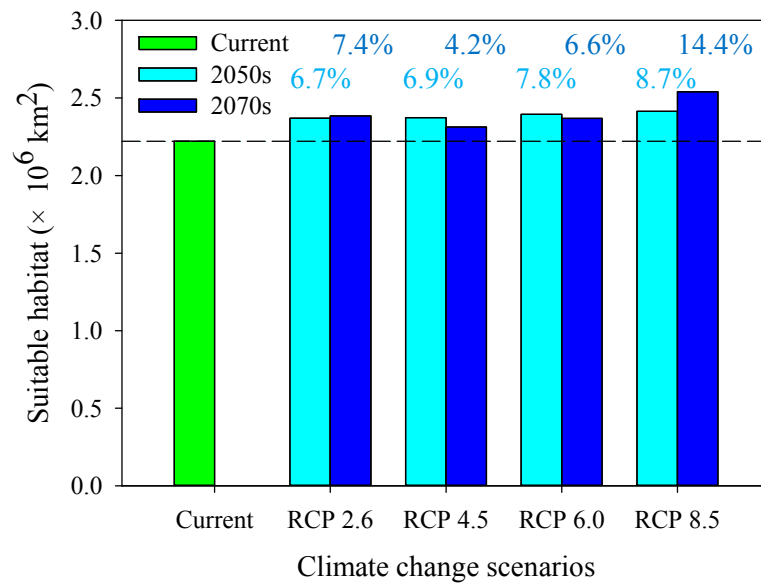 Current
2050s
2070s
7.4% 4.2% 6.6% 14.4%
6.7% 6.9% 7.8% 8.7%
3.0
2.5
2.0
1.5
1.0
0.5
0.0
Suitable habitat (× 10⁶ km²)
Current RCP 2.6 RCP 4.5 RCP 6.0 RCP 8.5
Climate change scenarios